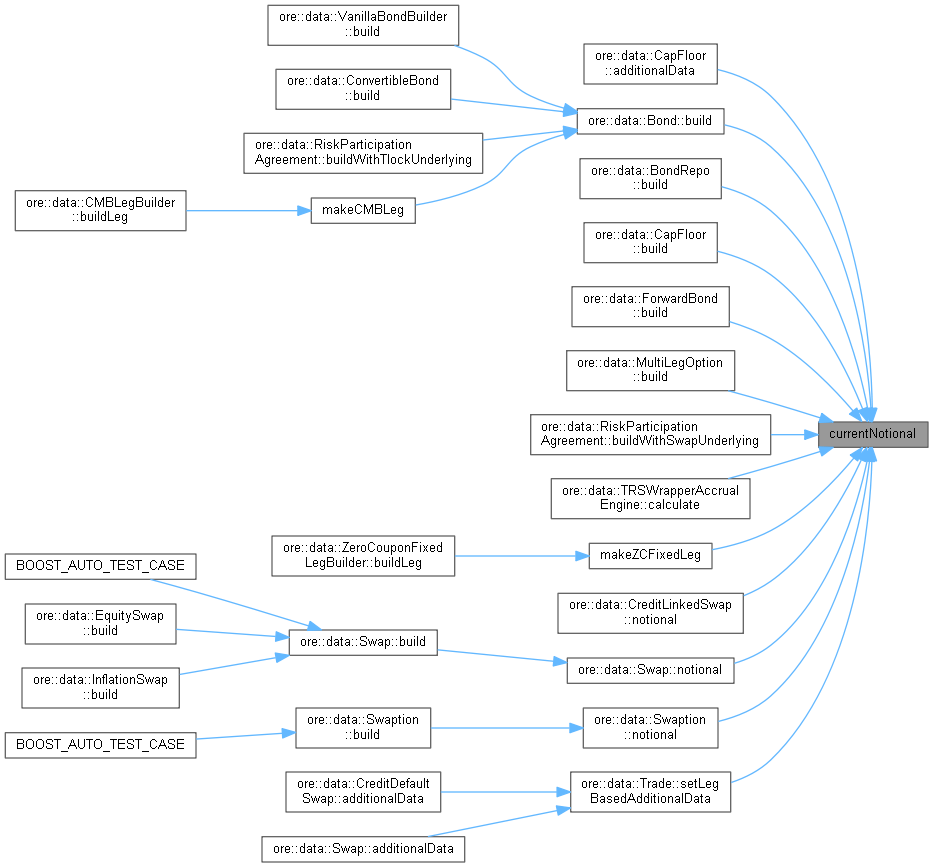 ore::data::VanillaBondBuilder
::build
ore::data::CapFloor
::additionalData
ore::data::ConvertibleBond
::build
ore::data::Bond::build
ore::data::RiskParticipation
Agreement::buildWithTlockUnderlying
ore::data::BondRepo
::build
ore::data::CMBLegBuilder
::buildLeg
makeCMBLeg
ore::data::CapFloor
::build
ore::data::ForwardBond
::build
ore::data::MultiLegOption
::build
ore::data::RiskParticipation
Agreement::buildWithSwapUnderlying
currentNotional
ore::data::TRSWrapperAccrual
Engine::calculate
ore::data::ZeroCouponFixed
LegBuilder::buildLeg
makeZCFixedLeg
BOOST_AUTO_TEST_CASE
ore::data::CreditLinkedSwap
::notional
ore::data::EquitySwap
::build
ore::data::Swap::build
ore::data::Swap::notional
ore::data::InflationSwap
::build
ore::data::Swaption
::build
ore::data::Swaption
::notional
BOOST_AUTO_TEST_CASE
ore::data::CreditDefault
Swap::additionalData
ore::data::Trade::setLeg
BasedAdditionalData
ore::data::Swap::additionalData